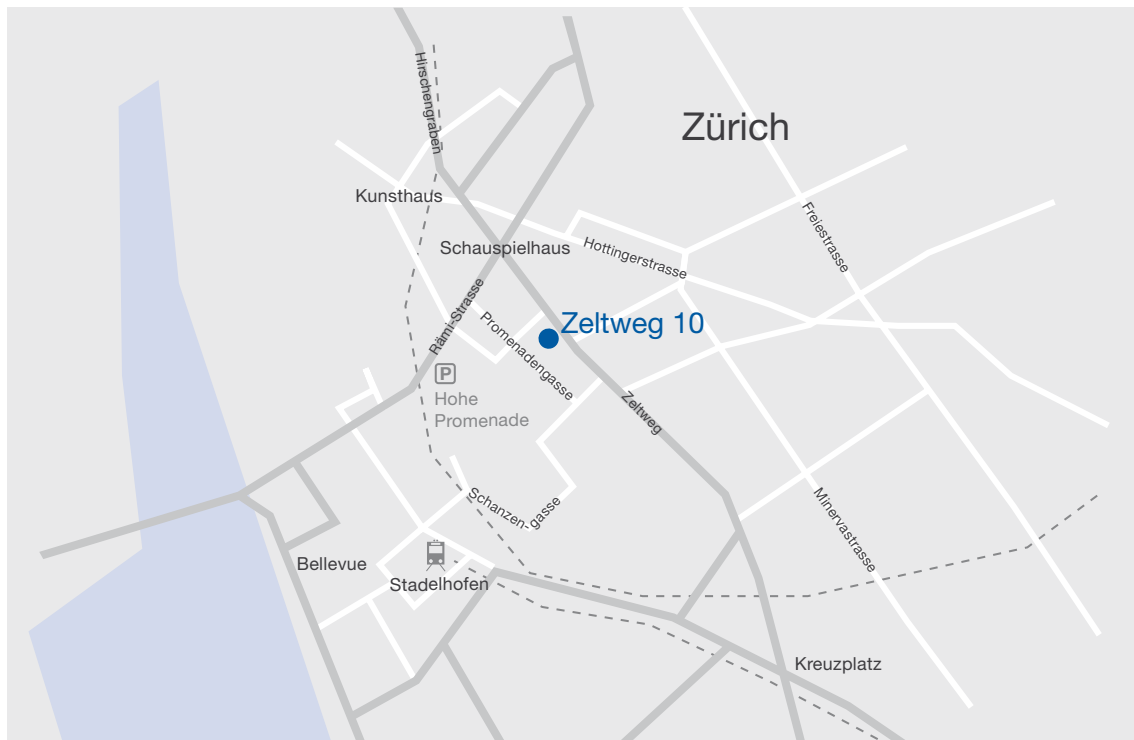 Hirschengraben
Zürich
Kunsthaus
Freiestrasse
Schauspielhaus
Hottingerstrasse
Rämi-Strasse
Zeltweg 10
Promenadengasse
P
Hohe
Promenade
Zeltweg
Schanzen-gasse
Minervastrasse
Bellevue
Stadelhofen
Kreuzplatz